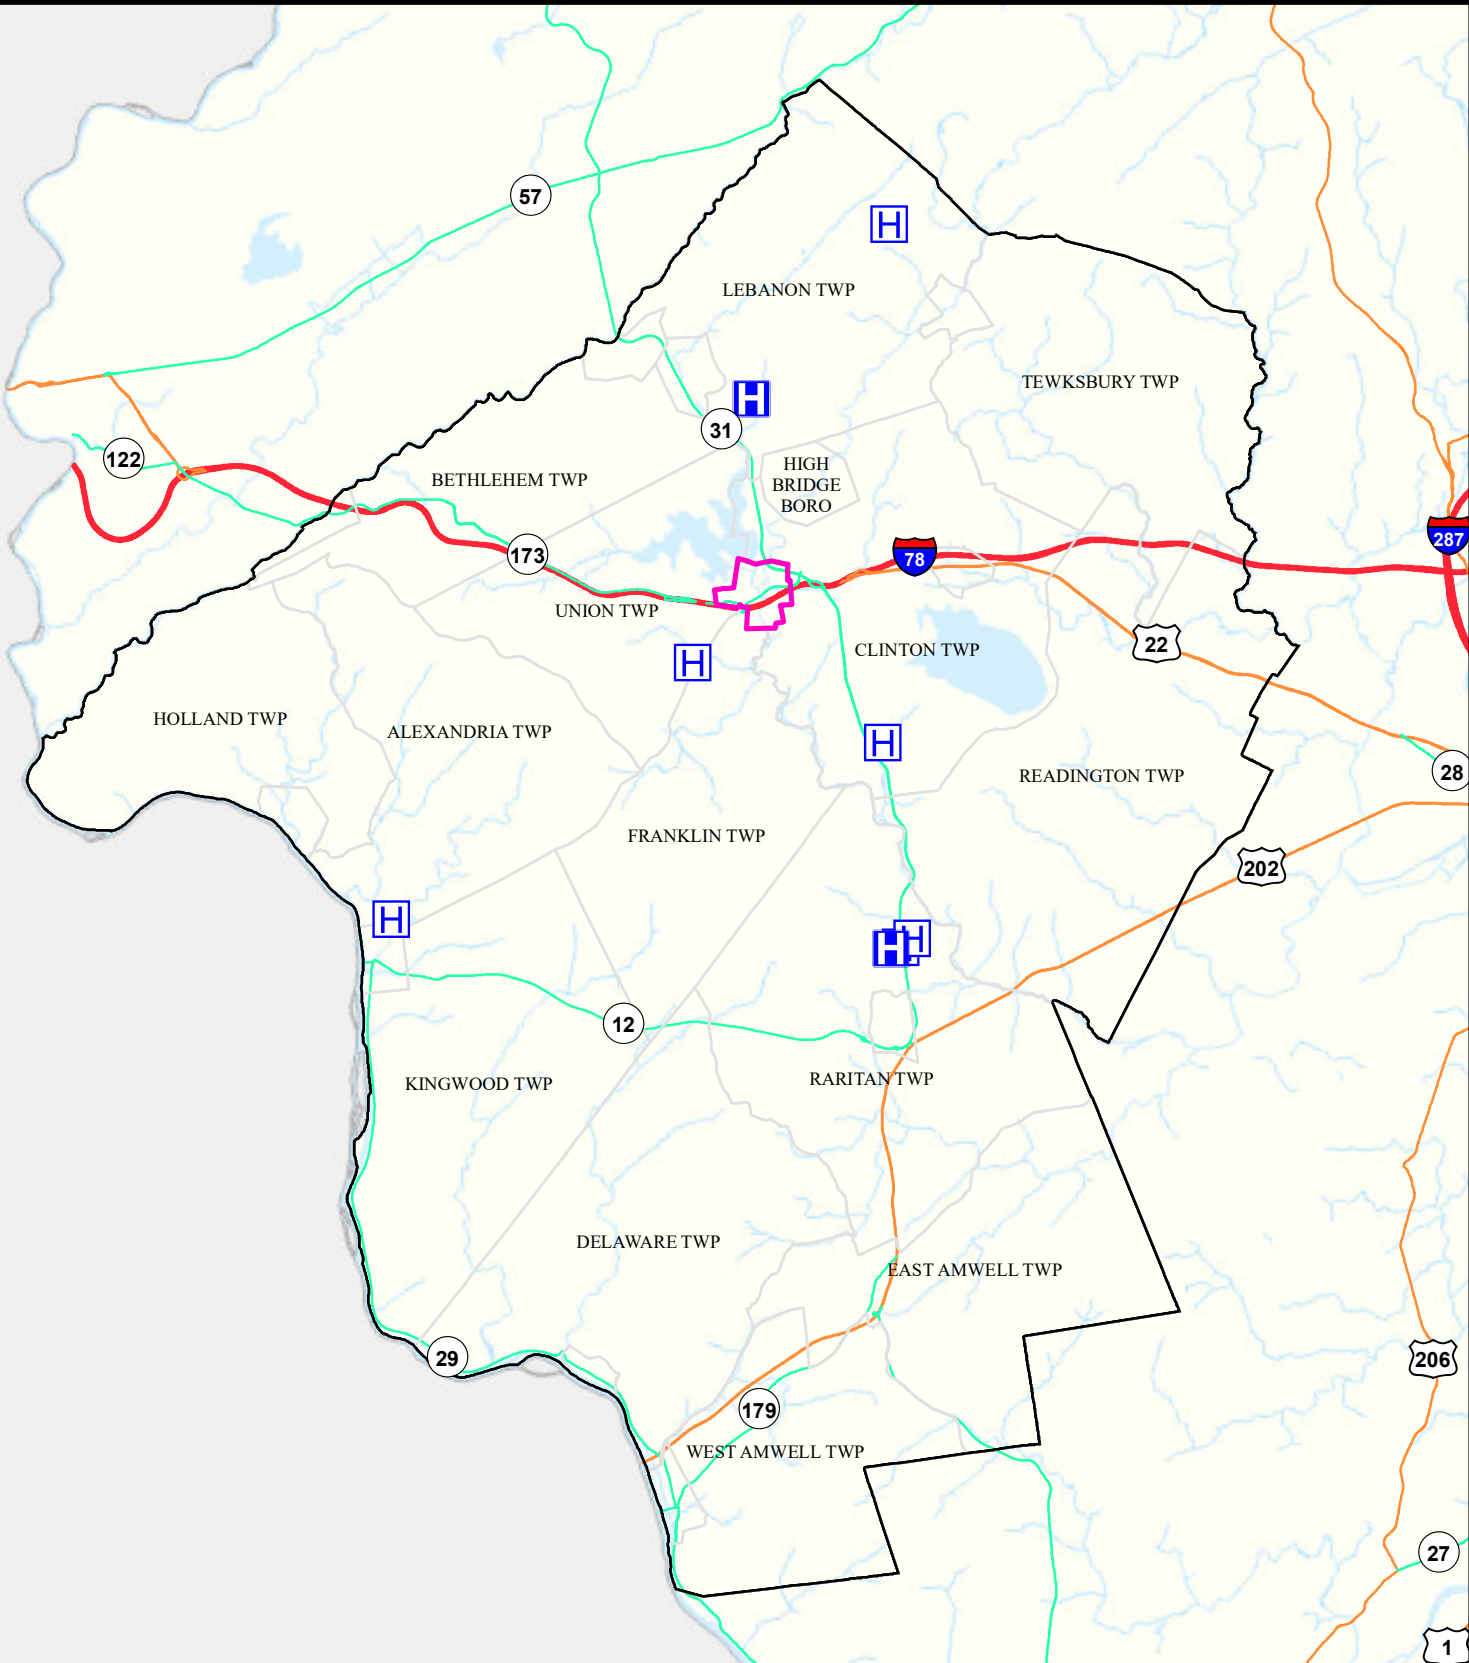 57
H
LEBANON TWP
TEWKSBURY TWP
H
31
122
BETHLEHEM TWP
HIGH
BRIDGE
BORO
287
173
78
UNION TWP
22
CLINTON TWP
H
HOLLAND TWP
ALEXANDRIA TWP
H
28
READINGTON TWP
FRANKLIN TWP
202
H
H
H
12
KINGWOOD TWP
RARITAN TWP
DELAWARE TWP
EAST AMWELL TWP
29
206
179
WEST AMWELL TWP
27
1